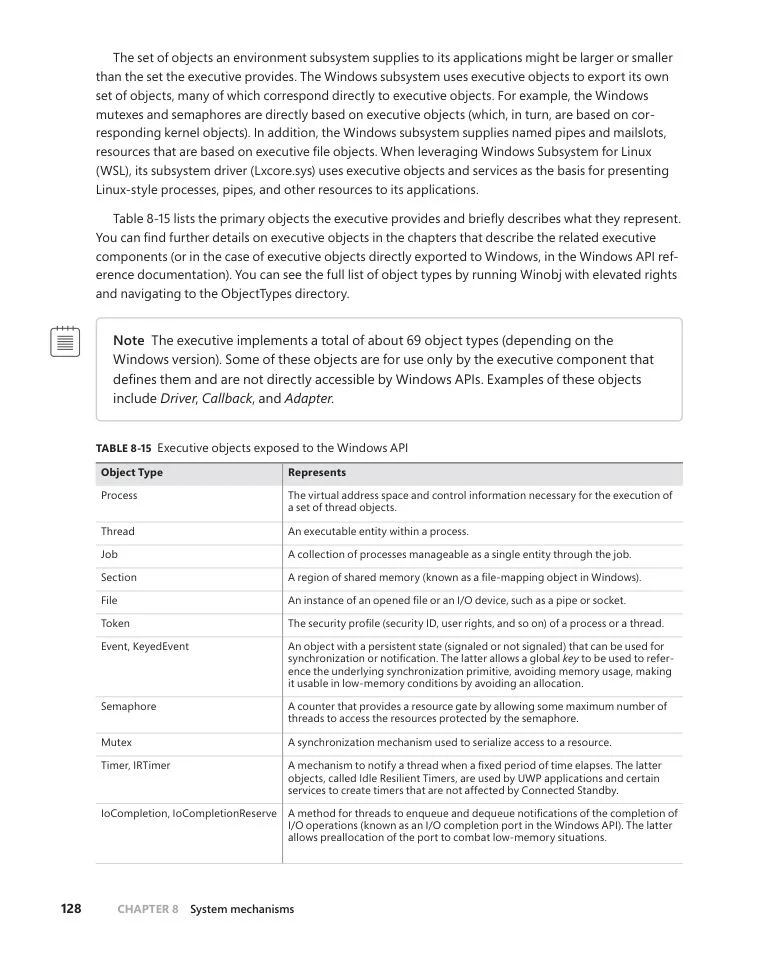 The set of objects an environment subsystem supplies to its applications might be larger or smaller
than the set the executive provides. The Windows subsystem uses executive objects to export its own
set of objects, many of which correspond directly to executive objects. For example, the Windows
mutexes and semaphores are directly based on executive objects (which, in turn, are based on cor-
responding kernel objects). In addition, the Windows subsystem supplies named pipes and mailslots,
resources that are based on executive file objects. When leveraging Windows Subsystem for Linux
(WSL), its subsystem driver (Lxcore.sys) uses executive objects and services as the basis for presenting
Linux-style processes, pipes, and other resources to its applications.
Table 8-15 lists the primary objects the executive provides and briefly describes what they represent.
You can find further details on executive objects in the chapters that describe the related executive
components (or in the case of executive objects directly exported to Windows, in the Windows API ref-
erence documentation). You can see the full list of object types by running Winobj with elevated rights
and navigating to the ObjectTypes directory.
Note The executive implements a total of about 69 object types (depending on the
Windows version). Some of these objects are for use only by the executive component that
defines them and are not directly accessible by Windows APIs. Examples of these objects
include Driver, Callback, and Adapter.
TABLE 8-15 Executive objects exposed to the Windows API
Object Type Represents
Process The virtual address space and control information necessary for the execution of
a set of thread objects.
Thread An executable entity within a process.
Job A collection of processes manageable as a single entity through the job.
Section A region of shared memory (known as a file-mapping object in Windows).
File An instance of an opened file or an I/O device, such as a pipe or socket.
Token The security profile (security ID, user rights, and so on) of a process or a thread.
Event, KeyedEvent An object with a persistent state (signaled or not signaled) that can be used for
synchronization or notification. The latter allows a global key to be used to refer-
ence the underlying synchronization primitive, avoiding memory usage, making
it usable in low-memory conditions by avoiding an allocation.
Semaphore A counter that provides a resource gate by allowing some maximum number of
threads to access the resources protected by the semaphore.
Mutex A synchronization mechanism used to serialize access to a resource.
Timer, IRTimer A mechanism to notify a thread when a fixed period of time elapses. The latter
objects, called Idle Resilient Timers, are used by UWP applications and certain
services to create timers that are not affected by Connected Standby.
IoCompletion, IoCompletionReserve A method for threads to enqueue and dequeue notifications of the completion of
I/O operations (known as an I/O completion port in the Windows API). The latter
allows preallocation of the port to combat low-memory situations.
128 CHAPTER 8 System mechanisms